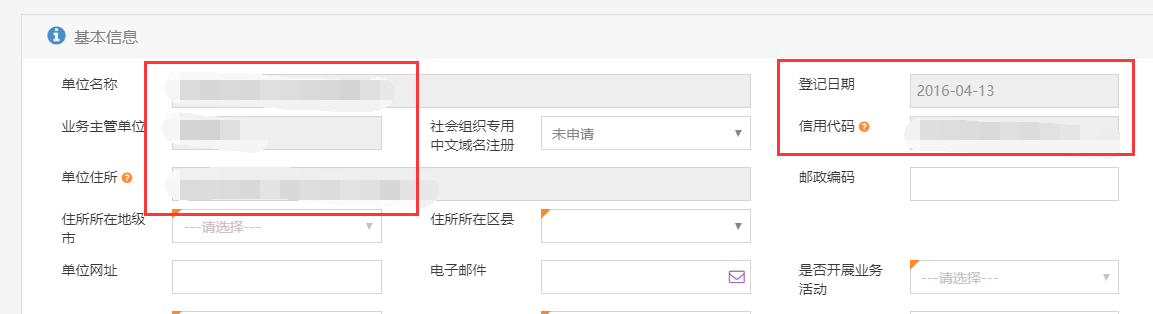 基本信息
单位名称
登记日期
2016-04-13
业务主管单位
社会组织专用
中文域名注册
未申请
信用代码
单位住所
邮政编码
住所所在地级
市
---请选择---
住所所在区县
单位网址
电子邮件
是否开展业务
活动
---请选择---